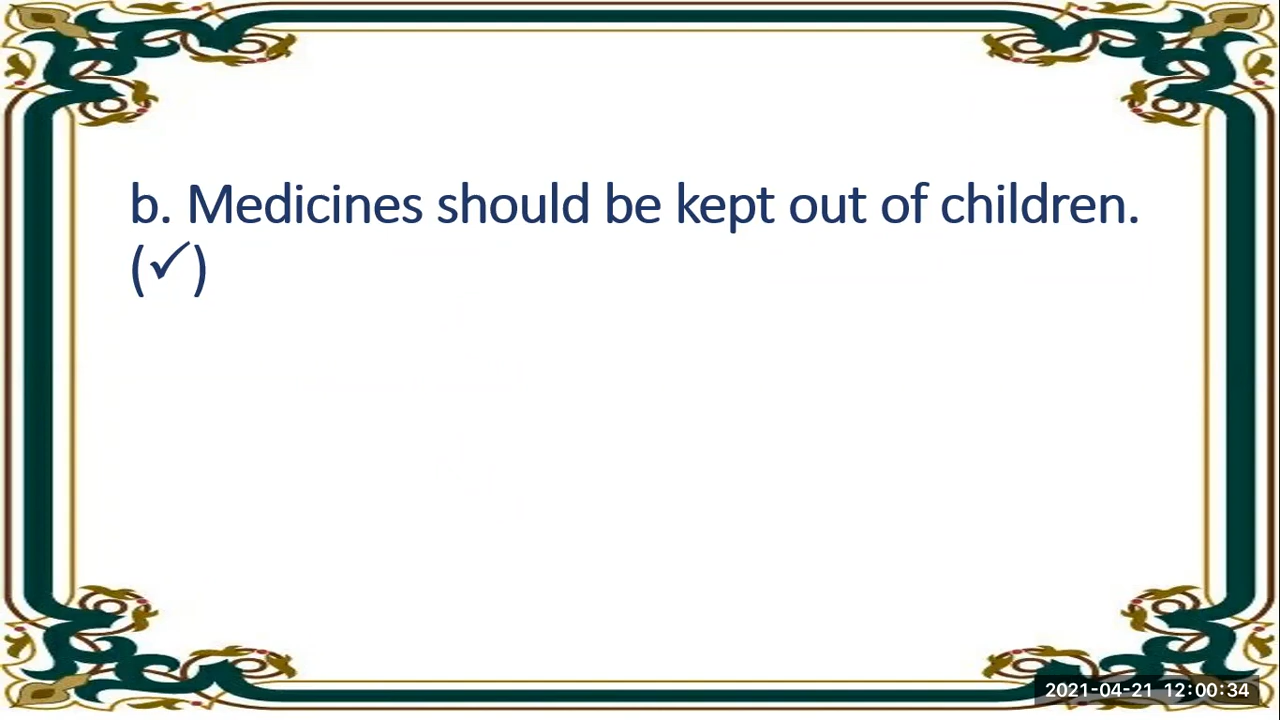 b. Medicines should be kept out of children.
(✓)
2021-04-21 12:00:34